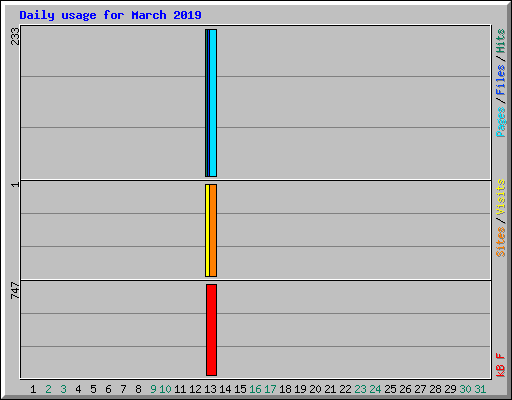 Daily usage for March 2019
233
1
747
Pages/Files/Hits
Sites/Visits
kB F
1 2 3 4 5 6 7 8 9 10 11 12 13 14 15 16 17 18 19 20 21 22 23 24 25 26 27 28 29 30 31